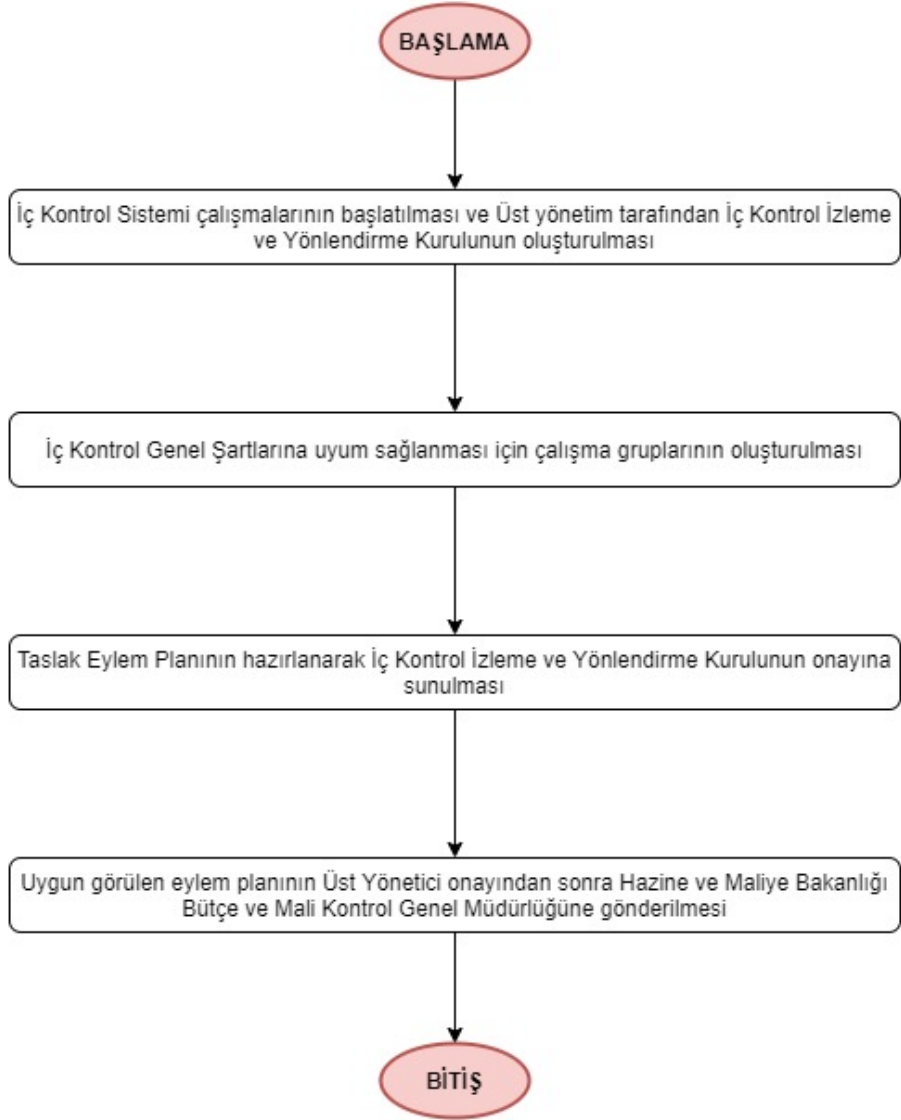 BAŞLAMA
İç Kontrol Sistemi çalışmalarının başlatılması ve Üst yönetim tarafından İç Kontrol İzleme
ve Yönlendirme Kurulunun oluşturulması
İç Kontrol Genel Şartlarına uyum sağlanması için çalışma gruplarının oluşturulması
Taslak Eylem Planının hazırlanarak İç Kontrol İzleme ve Yönlendirme Kurulunun onayına
sunulması
Uygun görülen eylem planının Üst Yönetici onayından sonra Hazine ve Maliye Bakanlığı
Bütçe ve Mali Kontrol Genel Müdürlüğüne gönderilmesi
BİTİŞ